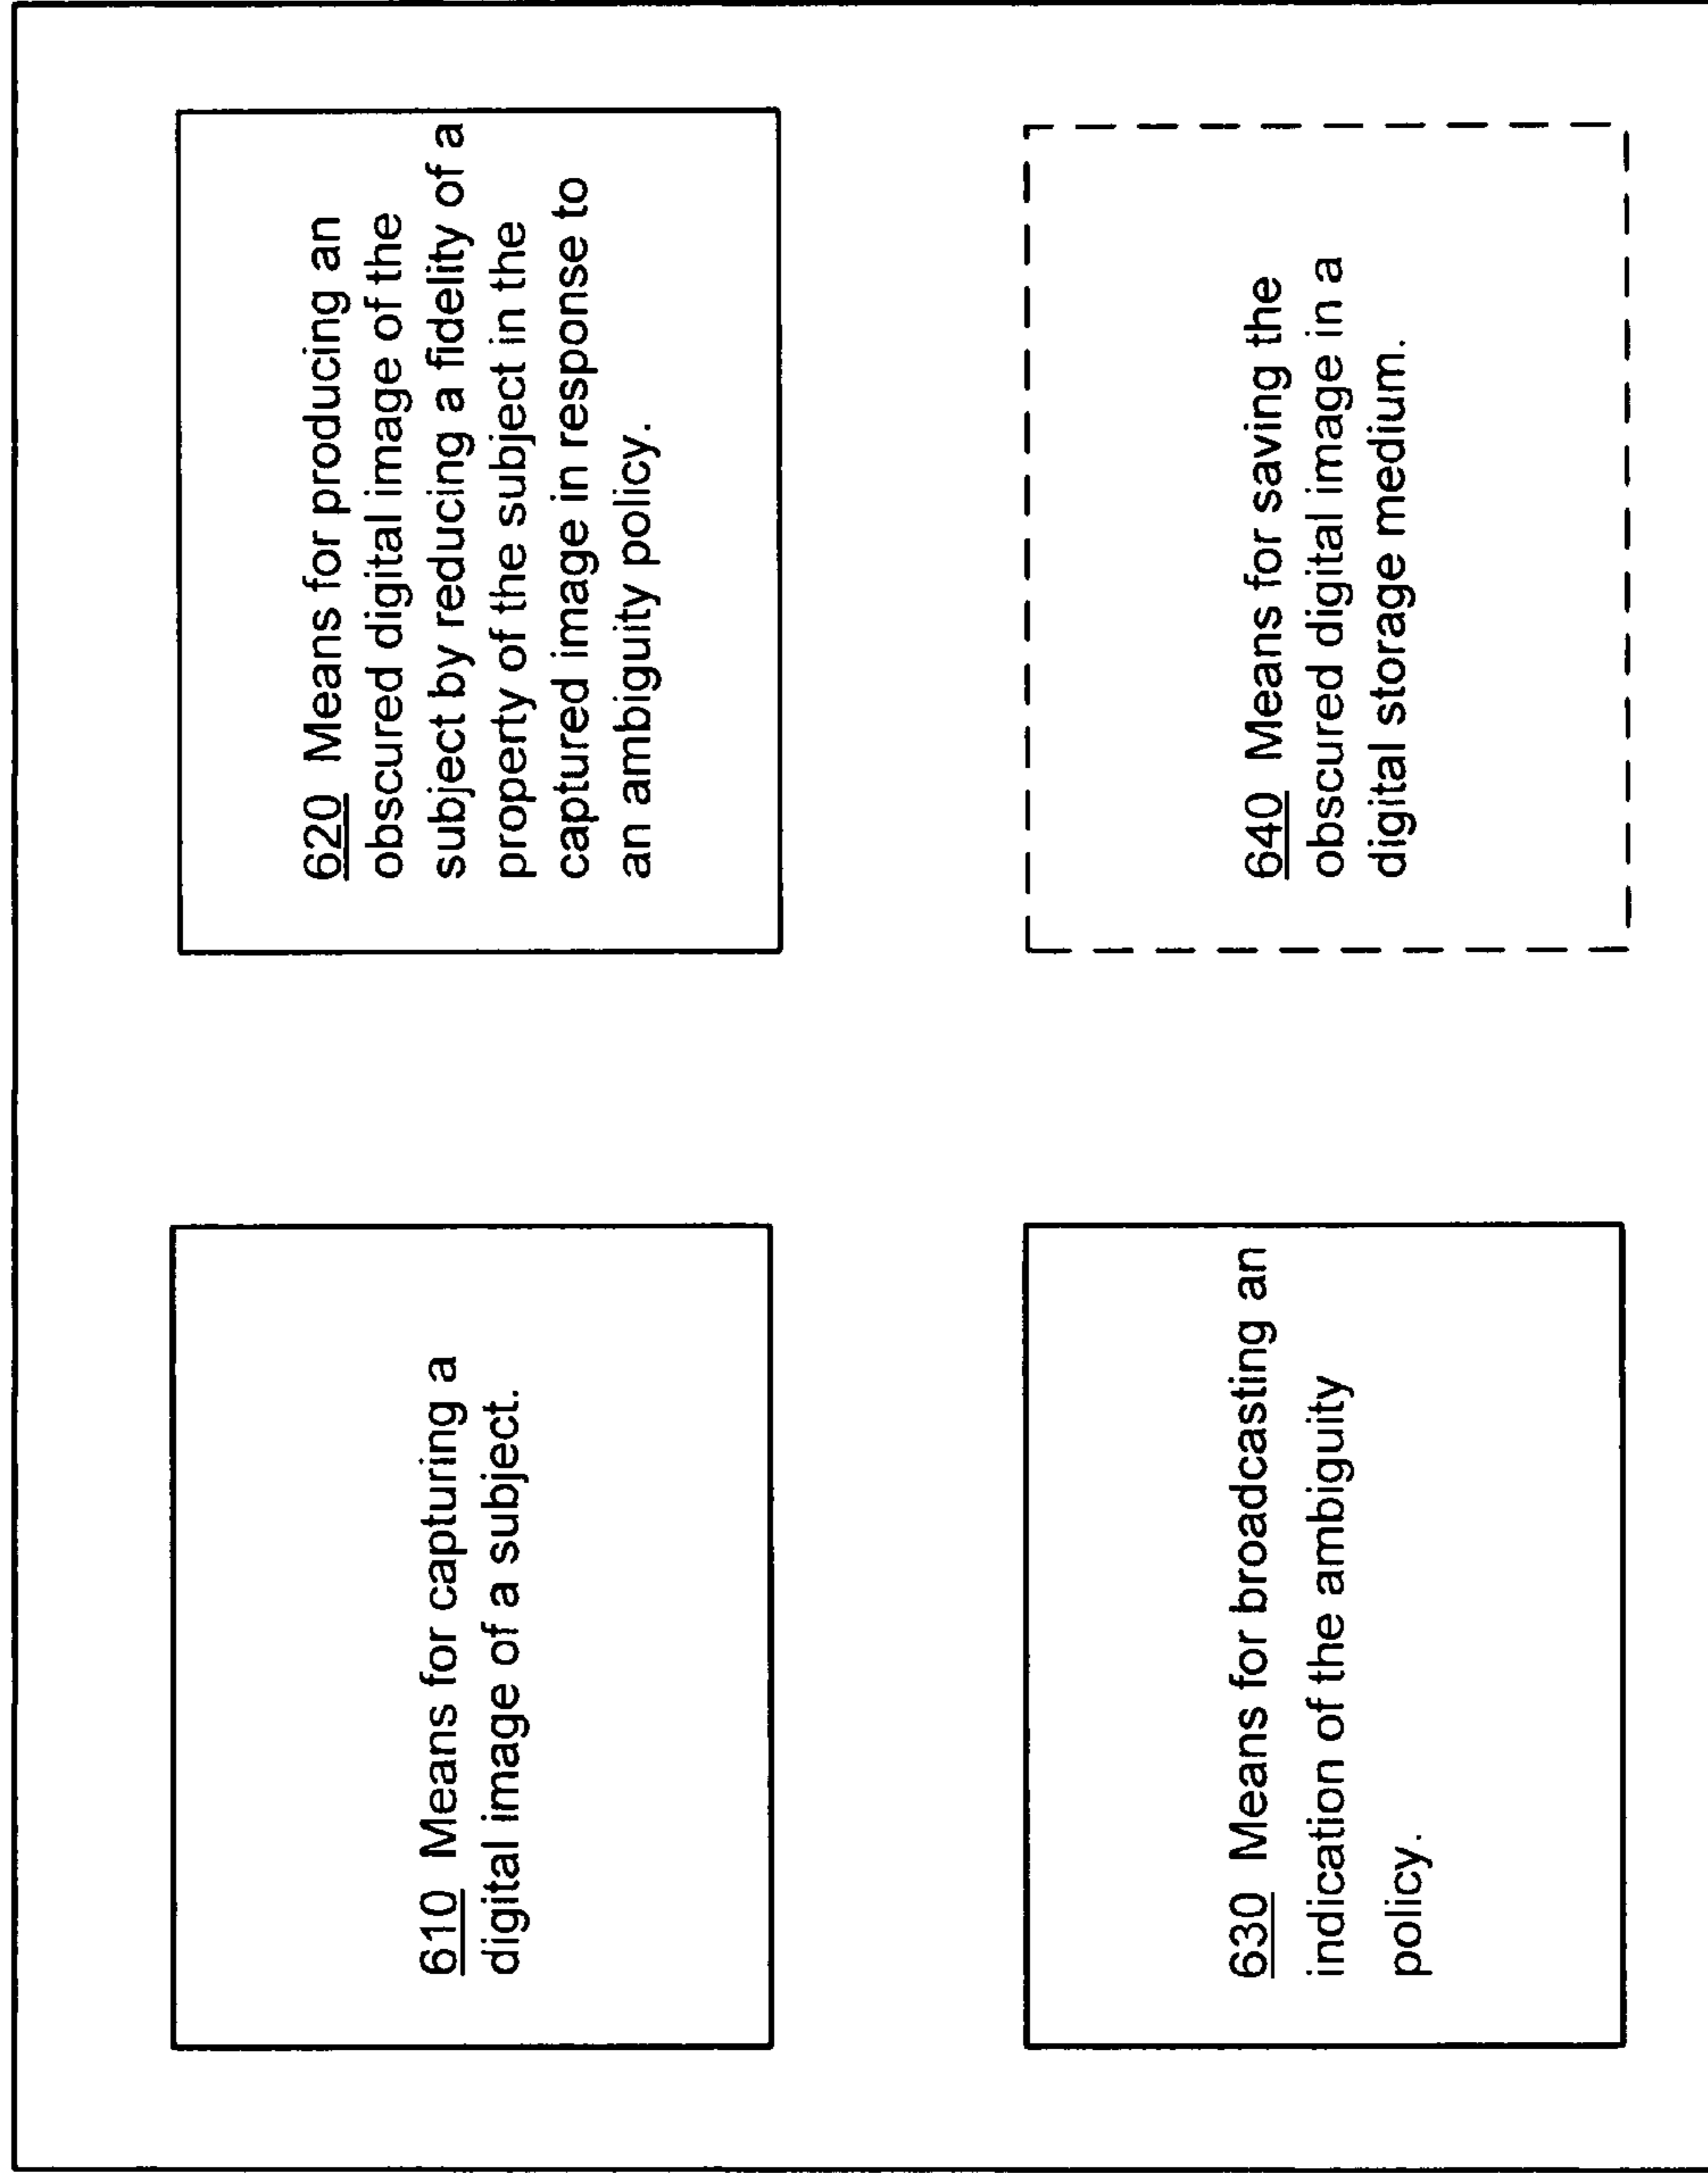 610 Means for capturing a
digital image of a subject.
620 Means for producing an
obscured digital image of the
subject by reducing a fidelity of a
property of the subject in the
captured image in response to
an ambiguity policy.
630 Means for broadcasting an
indication of the ambiguity
policy.
640 Means for saving the
obscured digital image in a
digital storage medium.